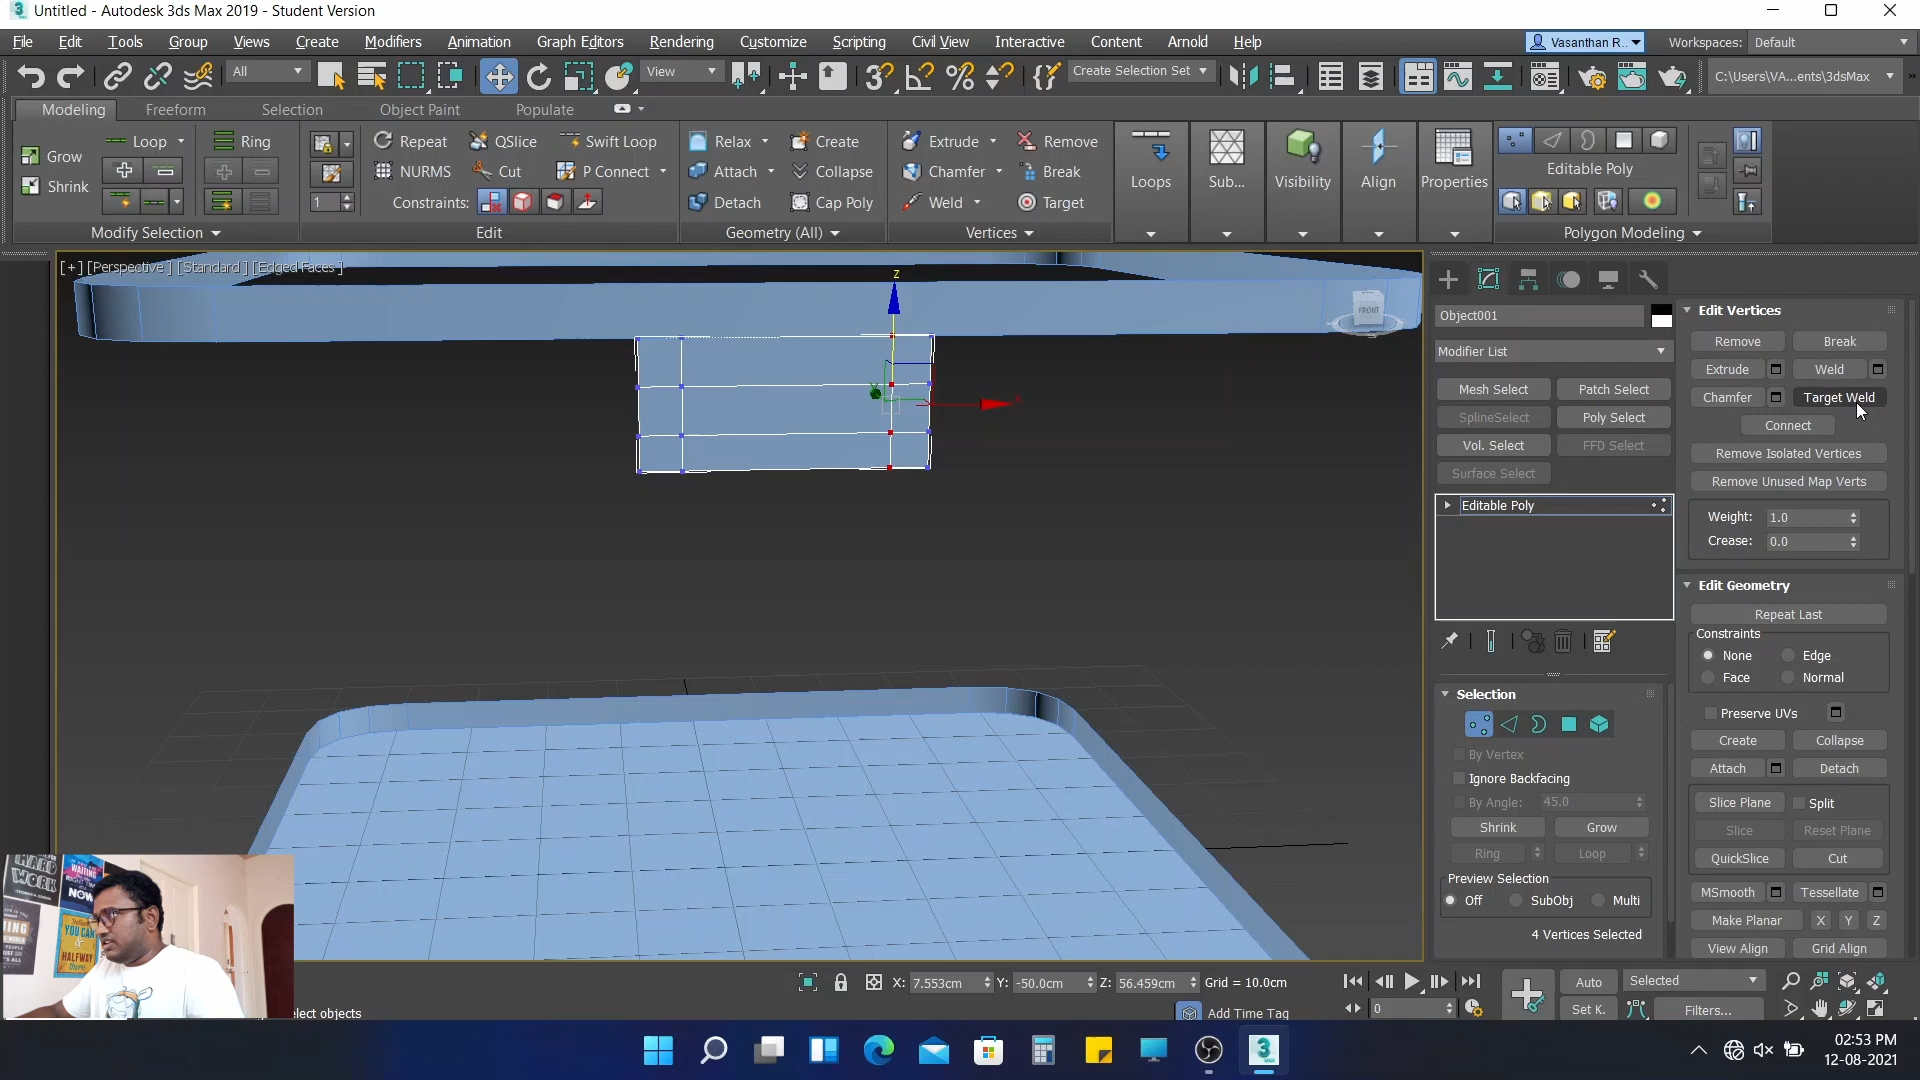 Untitled - Autodesk 3ds Max 2019 - Student Version
File Edit Tools Group Views Create Modifiers Animation Graph Editors Rendering Customize Scripting Civil View Interactive Content Arnold Help
Vasanthan R... Workspaces: Default
All View Create Selection Set C:\Users\VA...ents\3dsMax
Modeling Freeform Selection Object Paint Populate
Loop Ring Repeat QSlice Swift Loop Relax Create Extrude Remove
Grow NURMS Cut P Connect Attach Collapse Chamfer Break
Shrink 1 Constraints: Detach Cap Poly Weld Target
Loops Sub... Visibility Align Properties Editable Poly
Modify Selection Edit Geometry (All) Vertices Polygon Modeling
[+] [Perspective] [Standard] [Edged Faces]
z
FRONT
Object001
Modifier List
Mesh Select Patch Select
SplineSelect Poly Select
Vol. Select FFD Select
Surface Select
Editable Poly
Selection
By Vertex
Ignore Backfacing
By Angle: 45.0
Shrink Grow
Ring Loop
Preview Selection
Off SubObj Multi
4 Vertices Selected
Edit Vertices
Remove Break
Extrude Weld
Chamfer Target Weld
Connect
Remove Isolated Vertices
Remove Unused Map Verts
Weight: 1.0
Crease: 0.0
Edit Geometry
Repeat Last
Constraints
None Edge
Face Normal
Preserve UVs
Create Collapse
Attach Detach
Slice Plane Split
Slice Reset Plane
QuickSlice Cut
MSmooth Tessellate
Make Planar X Y Z
View Align Grid Align
HARD
WORK
WAITING
NOW
YOU CAN
&
HALFWAY
there
X: 7.553cm Y: -50.0cm Z: 56.459cm Grid = 10.0cm
elect objects Add Time Tag
0
Auto Selected
Set K. Filters...
02:53 PM
12-08-2021